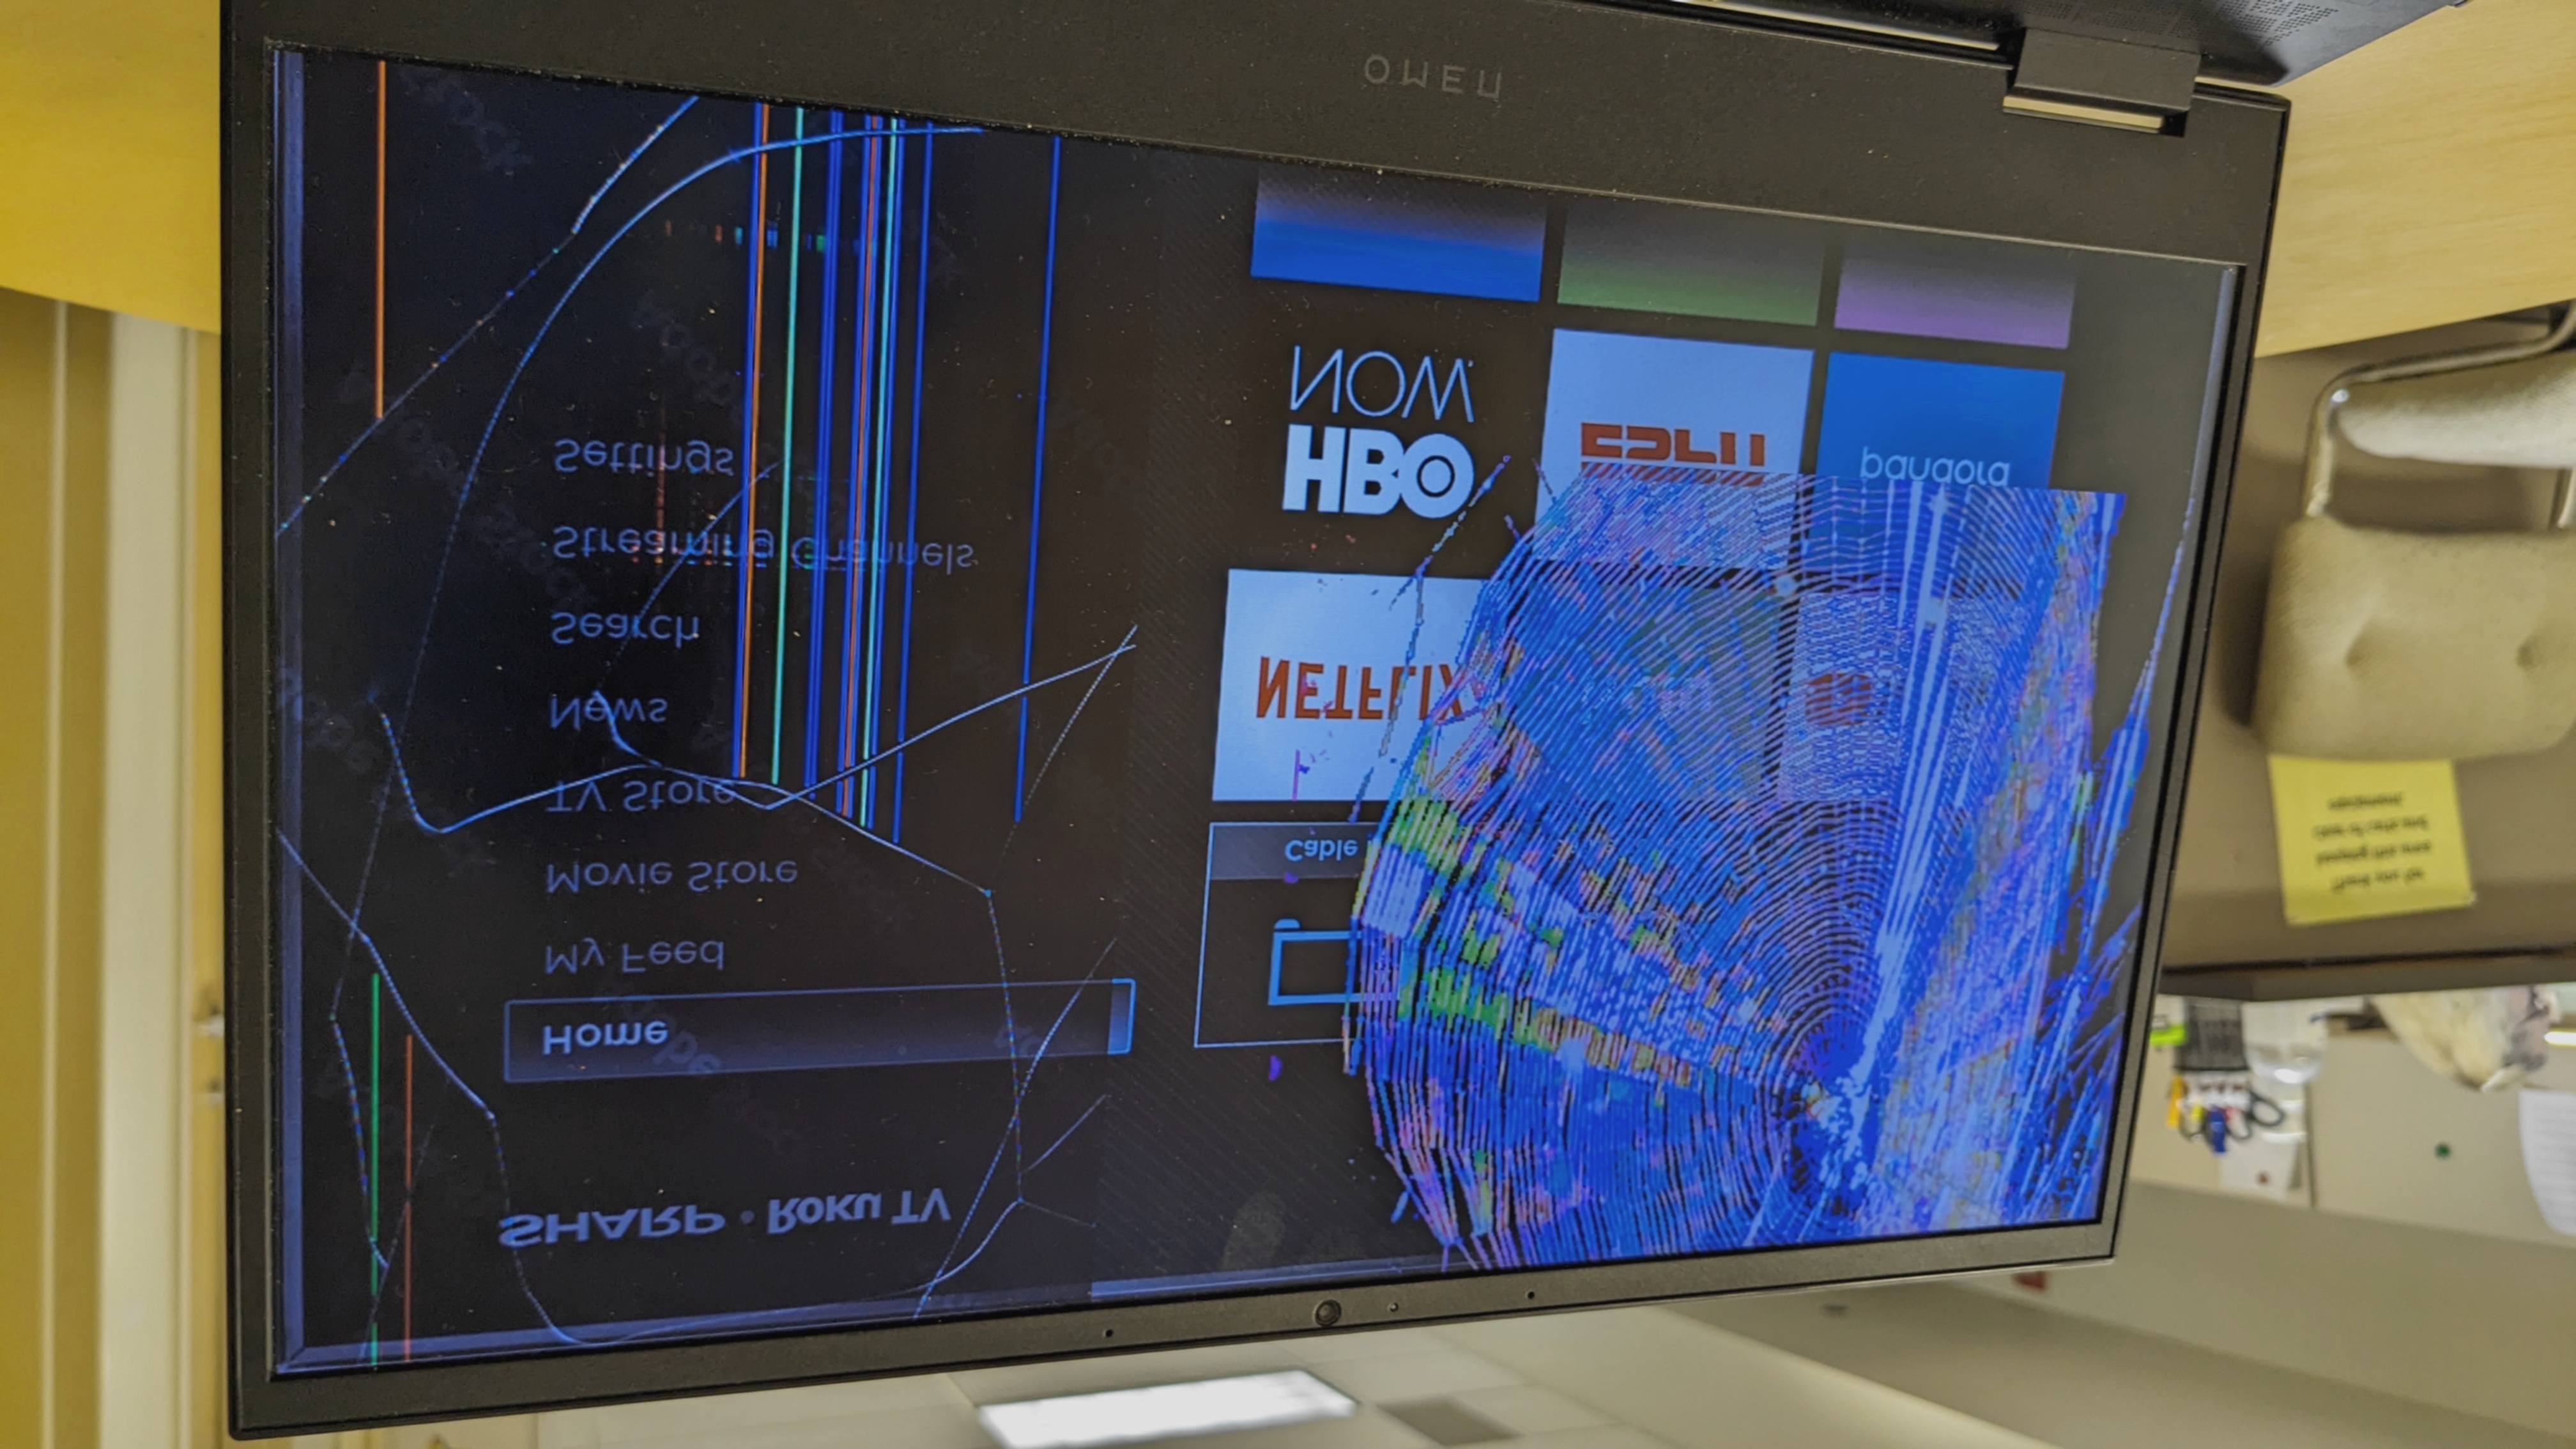 SHARP • Roku TV
Home
My Feed
Movie Store
TV Store
News
Search
Streaming Channels
Settings
Cable
NETFLIX
HBO
NOW
ESPN
pandora
OMEN